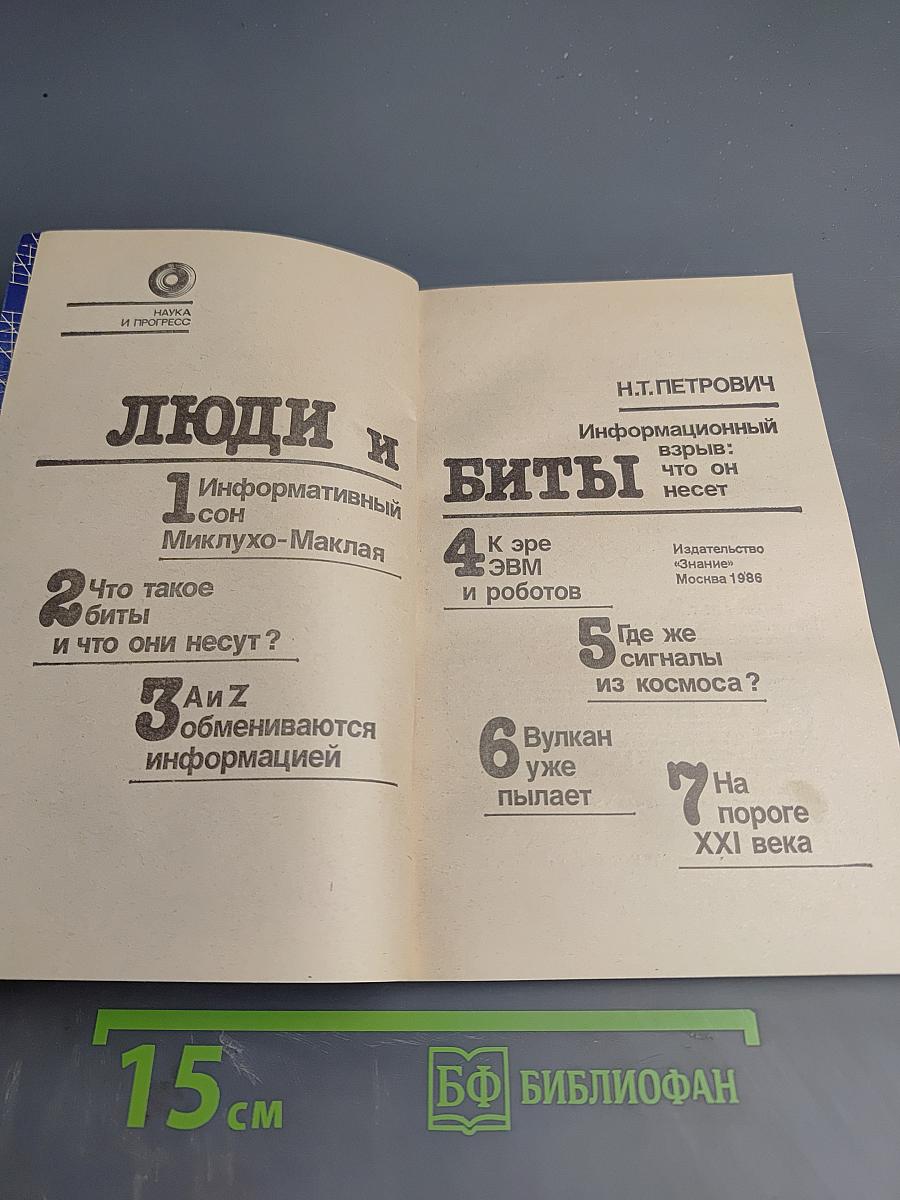 НАУКА
И ПРОГРЕСС
ЛЮДИ И
1 Информативный
сон
Миклухо-Маклая
2 Что такое
биты
и что они несут?
3 А и Z
обмениваются
информацией
Н.Т.ПЕТРОВИЧ
Информационный
взрыв:
что он
несет
БИТЫ
4 К эре
ЭВМ
и роботов
Издательство
«Знание»
Москва 1986
5 Где же
сигналы
из космоса?
6 Вулкан
уже
пылает
7 На
пороге
XXI века
15 см
БФ БИБЛИОФАН